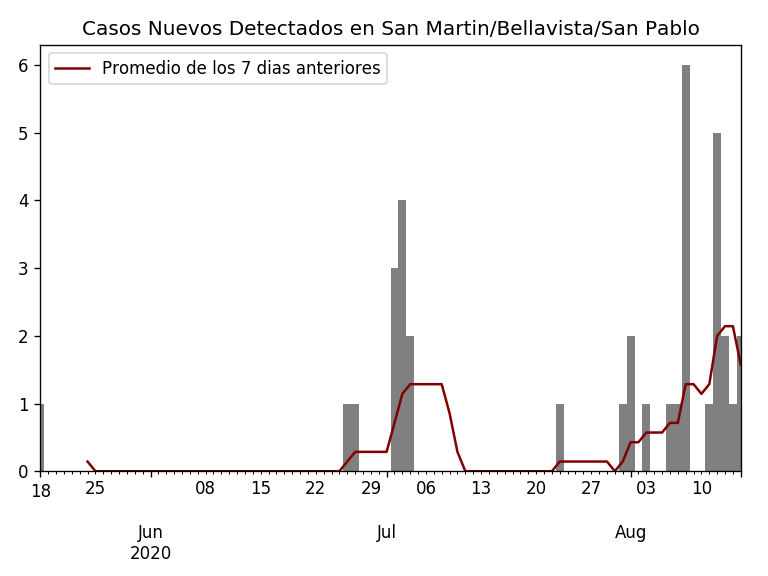 Casos Nuevos Detectados en San Martin/Bellavista/San Pablo
Promedio de los 7 dias anteriores
6
5
4
3
2
1
0
18 25 08 15 22 29 06 13 20 27 03 10
Jun Jul Aug
2020